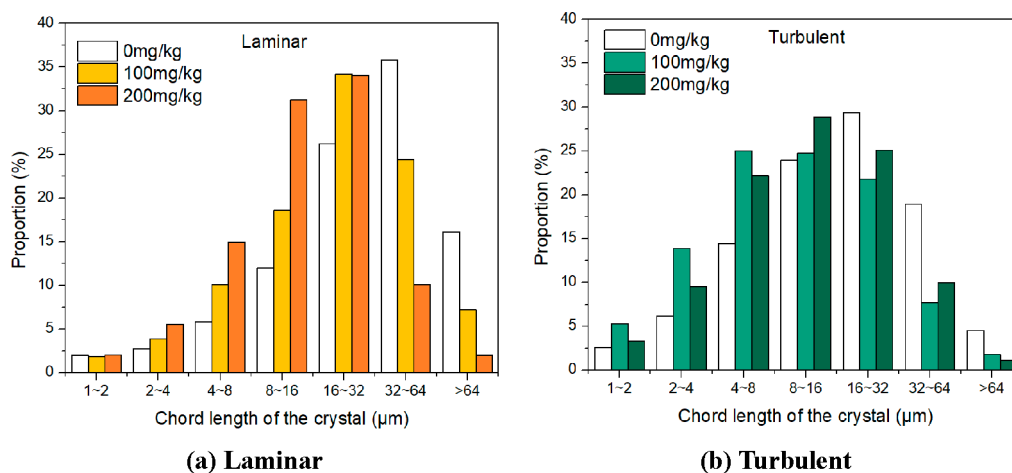 40
35
30
25
20
15
10
5
0
Proportion (%)
Laminar
0mg/kg
100mg/kg
200mg/kg
1~2 2~4 4~8 8~16 16~32 32~64 >64
Chord length of the crystal (μm)
(a) Laminar
40
35
30
25
20
15
10
5
0
Proportion (%)
Turbulent
0mg/kg
100mg/kg
200mg/kg
1~2 2~4 4~8 8~16 16~32 32~64 >64
Chord length of the crystal (μm)
(b) Turbulent